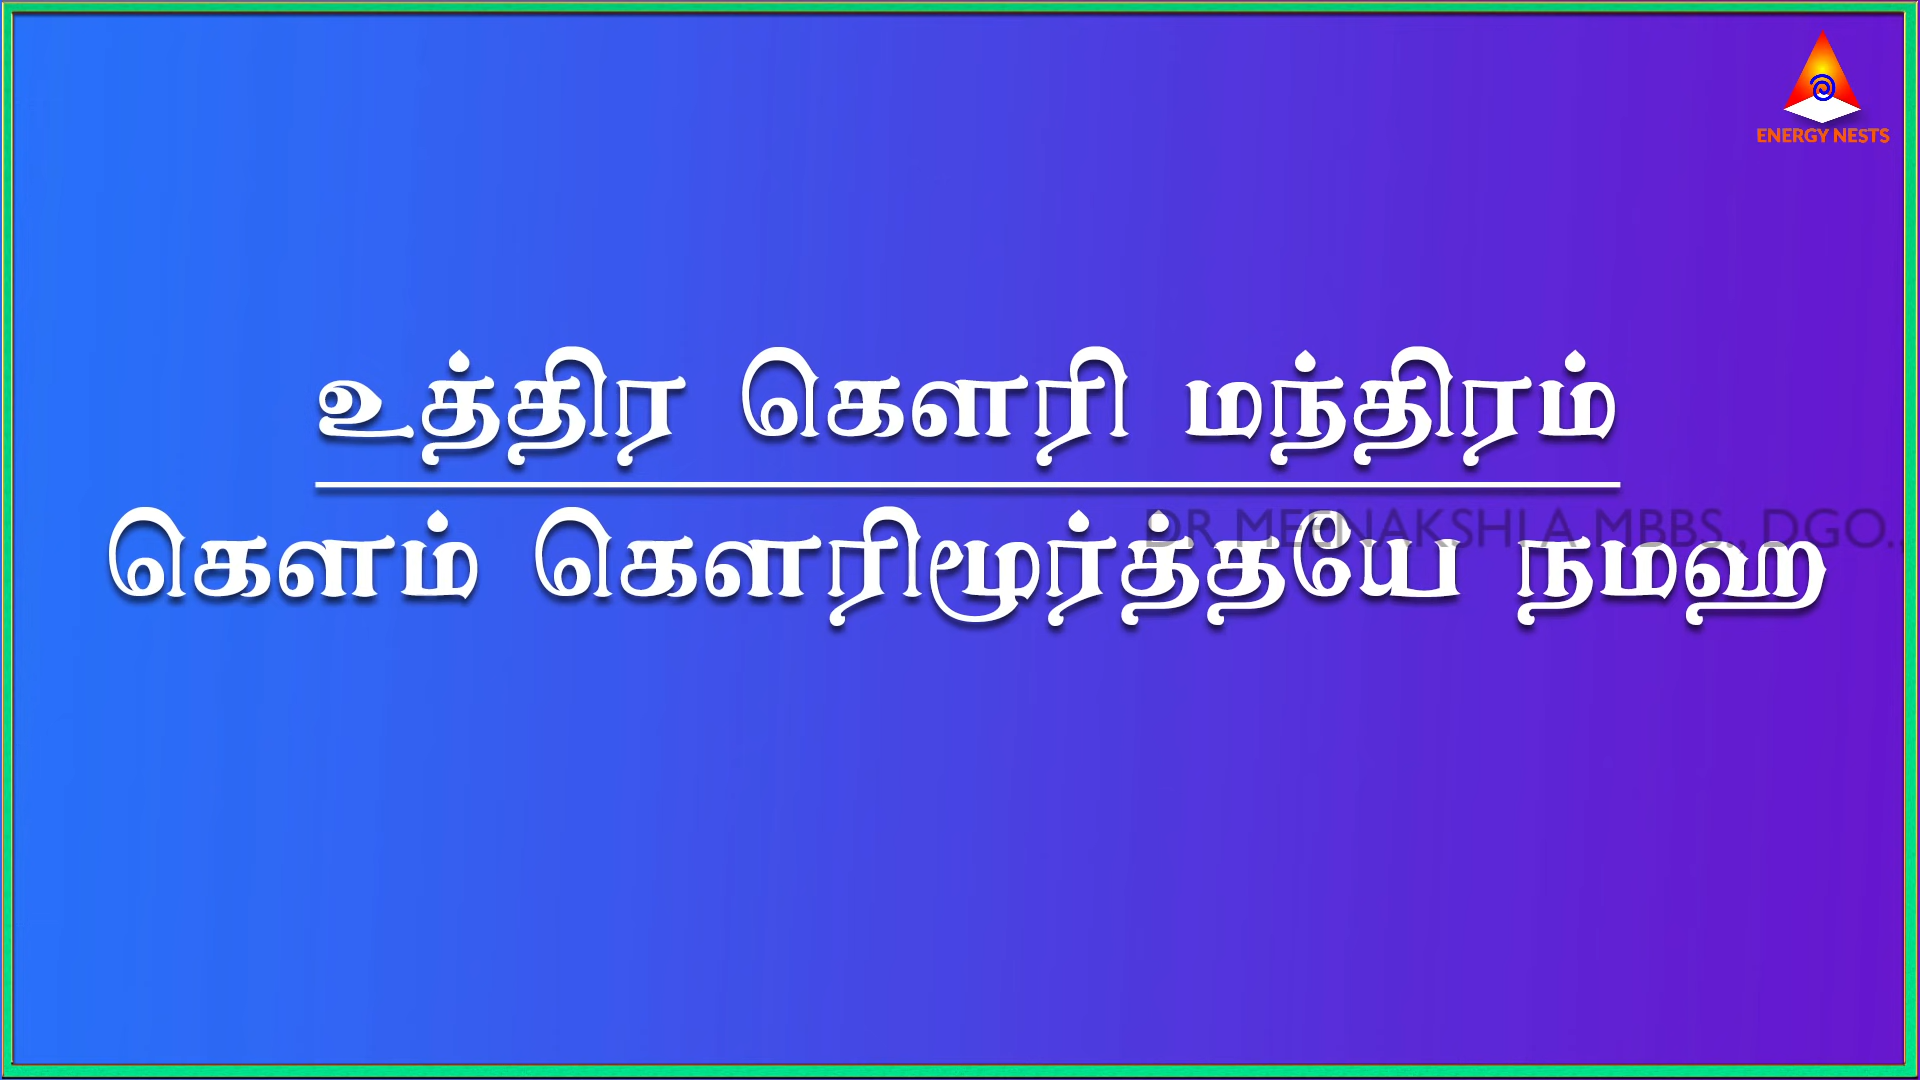 ENERGY NESTS
உத்திர கௌரி மந்திரம்
கௌம் கௌரிமூர்த்தயே நமஹ
DR MEENAKSHI A MBBS., DGO.,